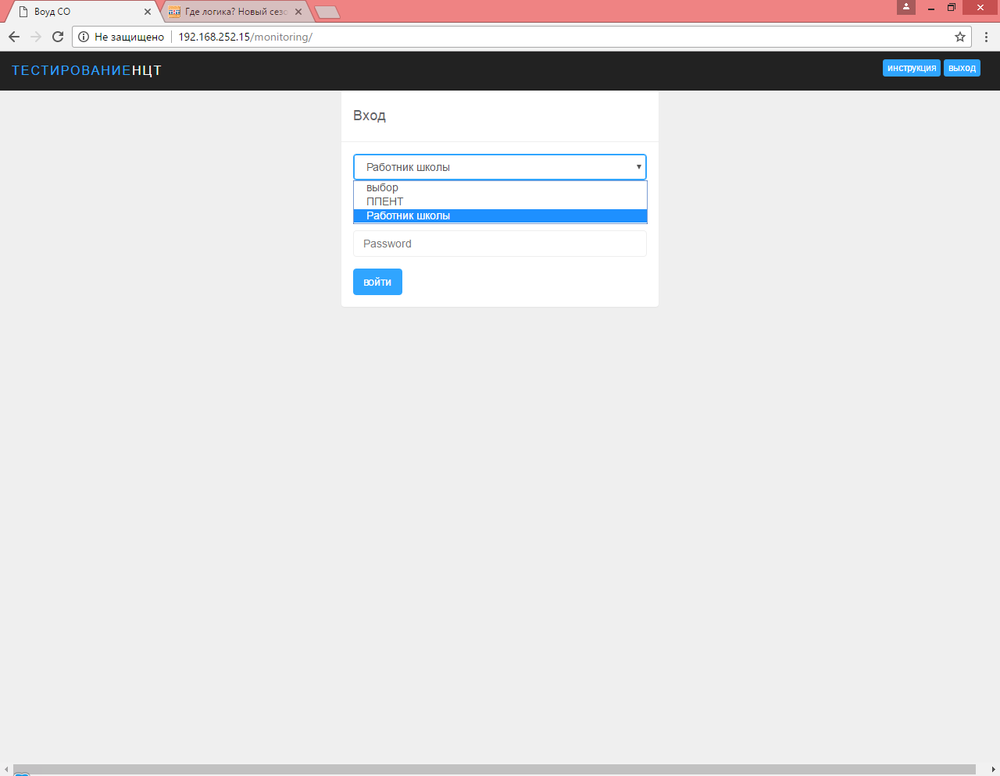 Воуд СО
Где логика? Новый сезо
Не защищено
192.168.252.15/monitoring/
ТЕСТИРОВАНИЕНЦТ
инструкция
выход
Вход
Работник школы
выбор
ППЕНТ
Работник школы
Password
войти